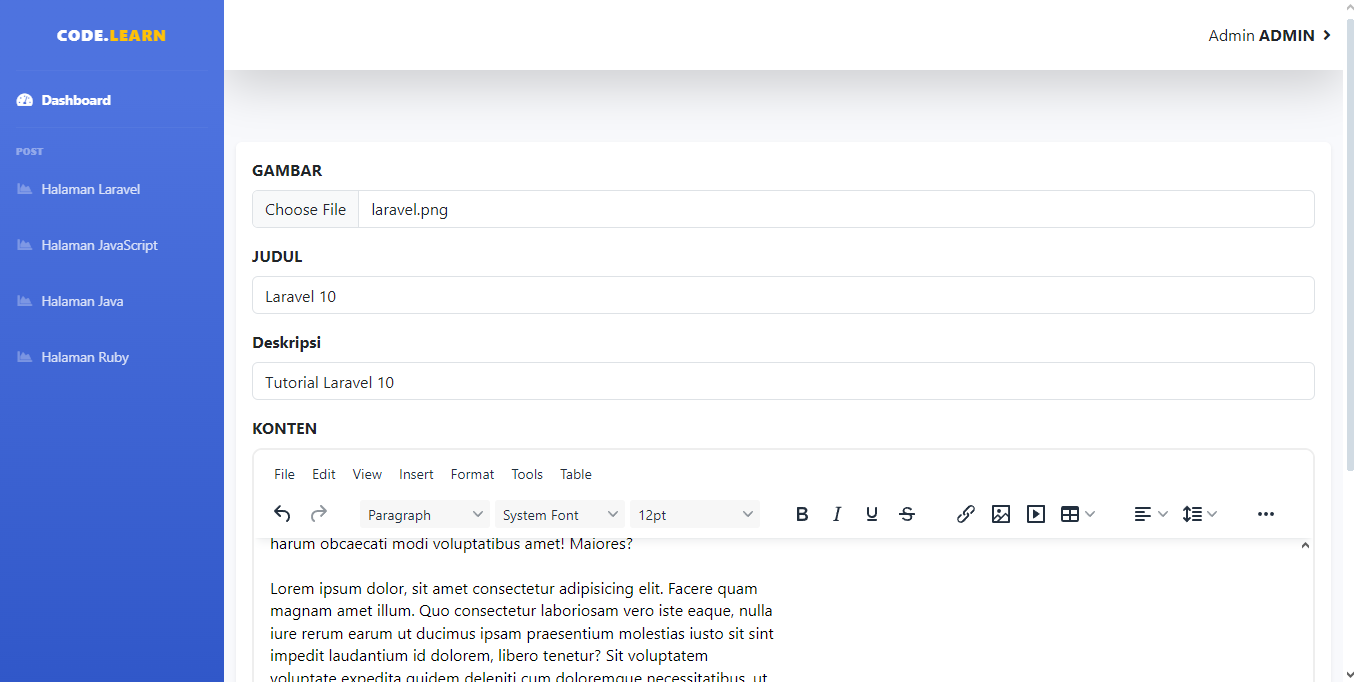 CODE.LEARN
Admin ADMIN
Dashboard
POST
Halaman Laravel
Halaman JavaScript
Halaman Java
Halaman Ruby
GAMBAR
Choose File laravel.png
JUDUL
Laravel 10
Deskripsi
Tutorial Laravel 10
KONTEN
File Edit View Insert Format Tools Table
Paragraph System Font 12pt B I U S
harum obcaecati modi voluptatibus amet! Maiores?
Lorem ipsum dolor, sit amet consectetur adipisicing elit. Facere quam
magnam amet illum. Quo consectetur laboriosam vero iste eaque, nulla
iure rerum earum ut ducimus ipsam praesentium molestias iusto sit sint
impedit laudantium id dolorem, libero tenetur? Sit voluptatem
voluptate expedita quidem deleniti cum doloremque necessitatibus, ut